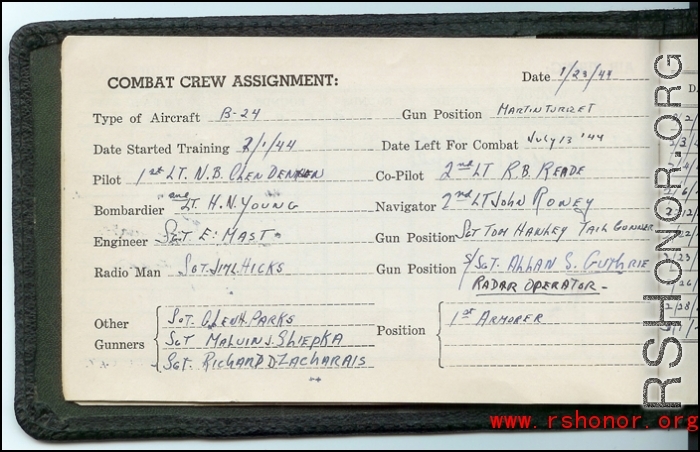 COMBAT CREW ASSIGNMENT: Date 1/23/44
Type of Aircraft B-24 Gun Position MARTIN TURRET
Date Started Training 2/1/44 Date Left For Combat July 13 '44
Pilot 1st LT. N.B. CLENDENEN Co-Pilot 2nd LT R.B. READE
Bombardier 2nd LT. H.N. YOUNG Navigator 2nd LT JOHN RONEY
Engineer SGT. E. MAST Gun Position SGT TOM HANLEY TAIL GUNNER
Radio Man SGT. JIM HICKS Gun Position S/SGT. ALLAN S. GUTHRIE
RADAR OPERATOR -
Other Gunners SGT. GLEN H. PARKS Position 1st ARMORER
SGT MALVIN J. SLIEPKA
SGT. RICHARD D ZACHARAIS
RSHONOR.ORG
www.rshonor.org